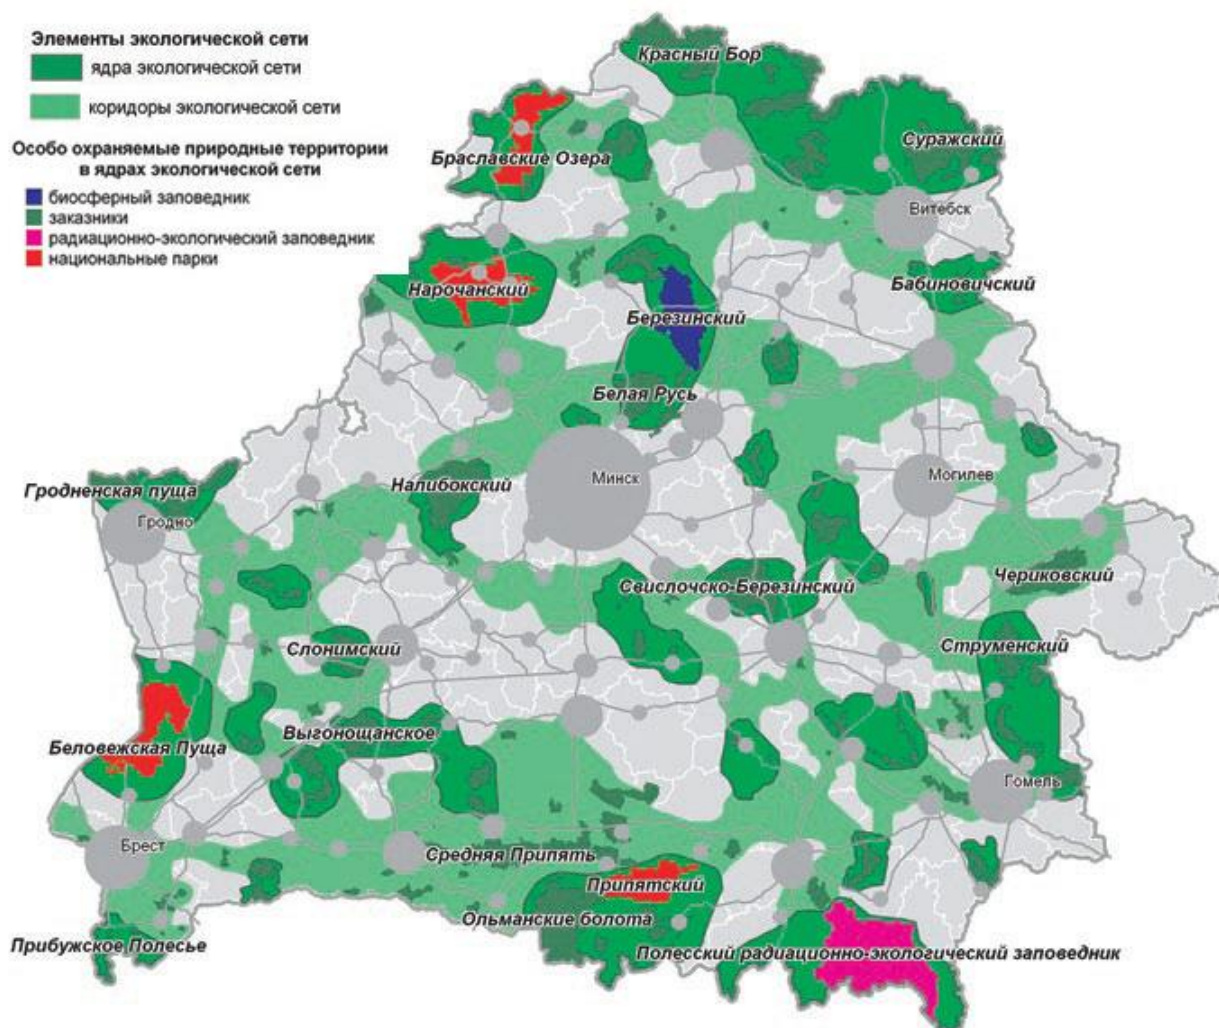 Элементы экологической сети
ядра экологической сети
коридоры экологической сети
Особо охраняемые природные территории
в ядрах экологической сети
биосферный заповедник
заказники
радиационно-экологический заповедник
национальные парки
Красный Бор
Суражский
Браславские Озера
Витебск
Нарочанский
Бабиновичский
Березинский
Белая Русь
Минск
Могилев
Налибокский
Гродненская пуща
Гродно
Свислочско-Березинский
Чериковский
Слонимский
Струменский
Беловежская Пуща
Выгонощанское
Гомель
Брест
Средняя Припять
Припятский
Ольманские болота
Прибужское Полесье
Полесский радиационно-экологический заповедник